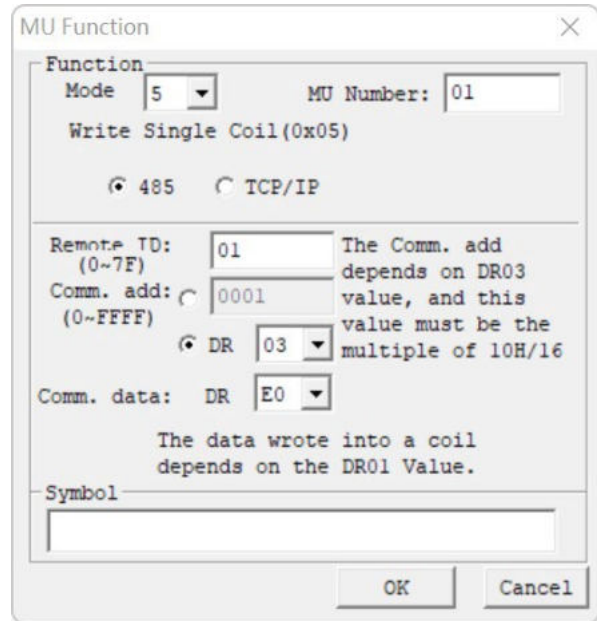 MU Function
Function
Mode 5 MU Number: 01
Write Single Coil(0x05)
485 TCP/IP
Remote ID: 01 The Comm. add
(0~7F) depends on DR03
Comm. add: 0001 value, and this
(0~FFFF) value must be the
DR 03 multiple of 10H/16
Comm. data: DR E0
The data wrote into a coil
depends on the DR01 Value.
Symbol
OK Cancel